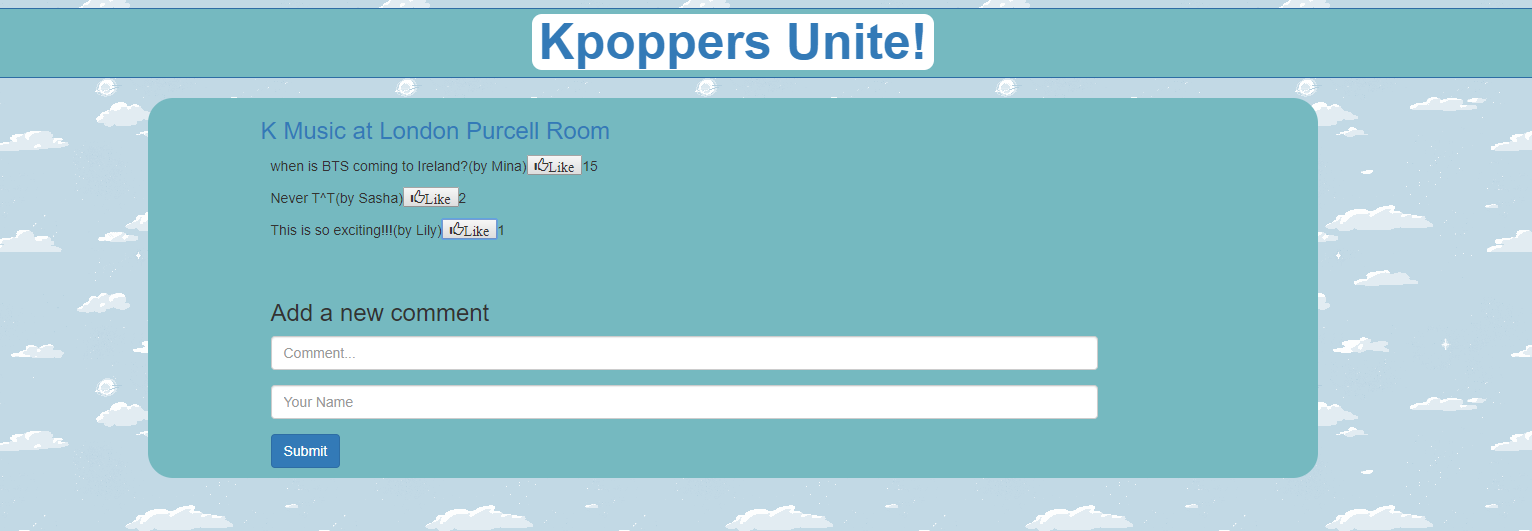 Kpoppers Unite!
K Music at London Purcell Room
when is BTS coming to Ireland?(by Mina) Like 15
Never T^T(by Sasha) Like 2
This is so exciting!!!(by Lily) Like 1
Add a new comment
Comment...
Your Name
Submit